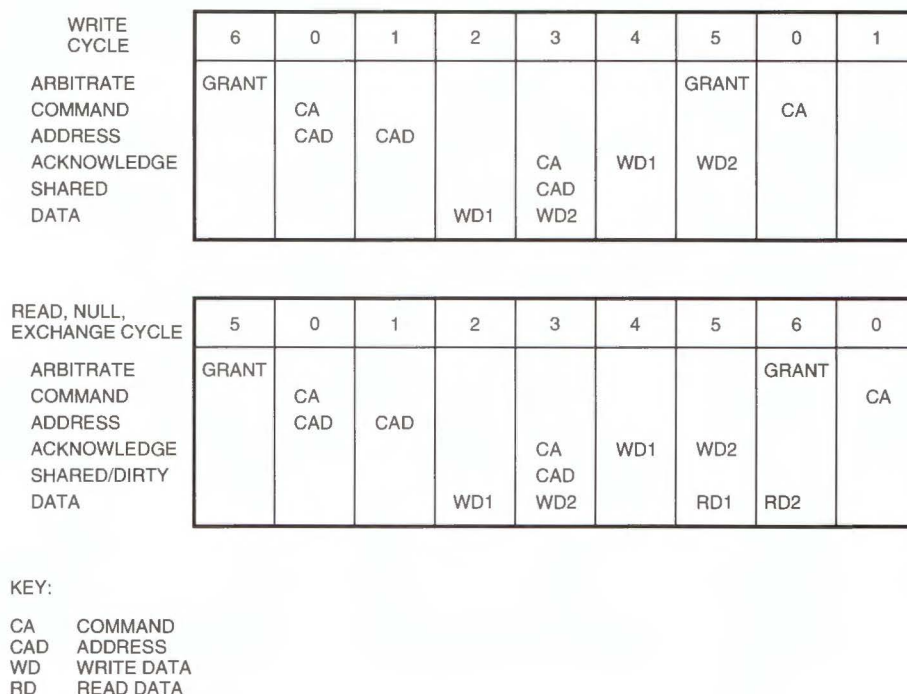 WRITE CYCLE 6 0 1 2 3 4 5 0 1
ARBITRATE GRANT GRANT
COMMAND CA CA
ADDRESS CAD CAD
ACKNOWLEDGE CA WD1 WD2
SHARED CAD
DATA WD1 WD2
READ, NULL, EXCHANGE CYCLE 5 0 1 2 3 4 5 6 0
ARBITRATE GRANT GRANT
COMMAND CA CA
ADDRESS CAD CAD
ACKNOWLEDGE CA WD1 WD2
SHARED/DIRTY CAD
DATA WD1 WD2 RD1 RD2
KEY:
CA COMMAND
CAD ADDRESS
WD WRITE DATA
RD READ DATA